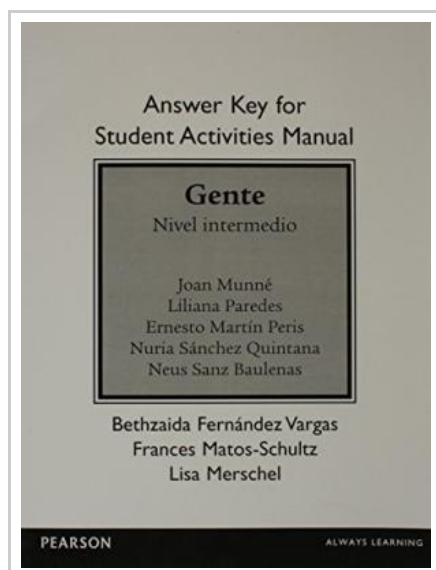 Answer Key for
Student Activities Manual
Gente
Nivel intermedio
Joan Munné
Liliana Paredes
Ernesto Martín Peris
Nuria Sánchez Quintana
Neus Sanz Baulenas
Bethzaida Fernández Vargas
Frances Matos-Schultz
Lisa Merschel
PEARSON
ALWAYS LEARNING